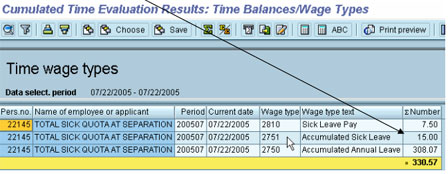 Cumulated Time Evaluation Results: Time Balances/Wage Types
Choose Save ABC Print preview
Time wage types
Data select. period 07/22/2005 - 07/22/2005
Pers.no. Name of employee or applicant Period Current date Wage type Wage type text ΣNumber
22145 TOTAL SICK QUOTA AT SEPARATION 200507 07/22/2005 2810 Sick Leave Pay 7.50
22145 TOTAL SICK QUOTA AT SEPARATION 200507 07/22/2005 2751 Accumulated Sick Leave 15.00
22145 TOTAL SICK QUOTA AT SEPARATION 200507 07/22/2005 2750 Accumulated Annual Leave 308.07
▪ 330.57